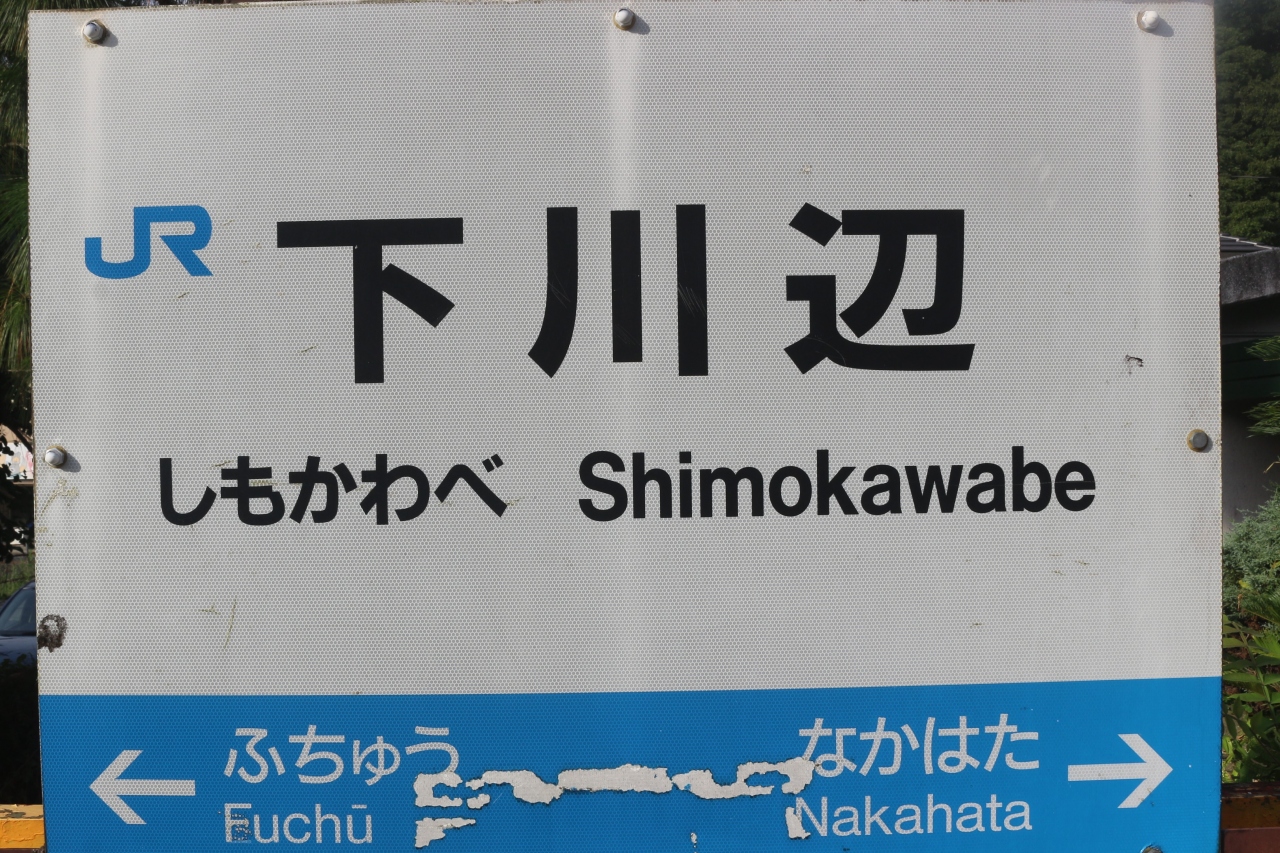 JR 下川辺
しもかわべ Shimokawabe
← ふちゅう なかはた →
Fuchū Nakahata